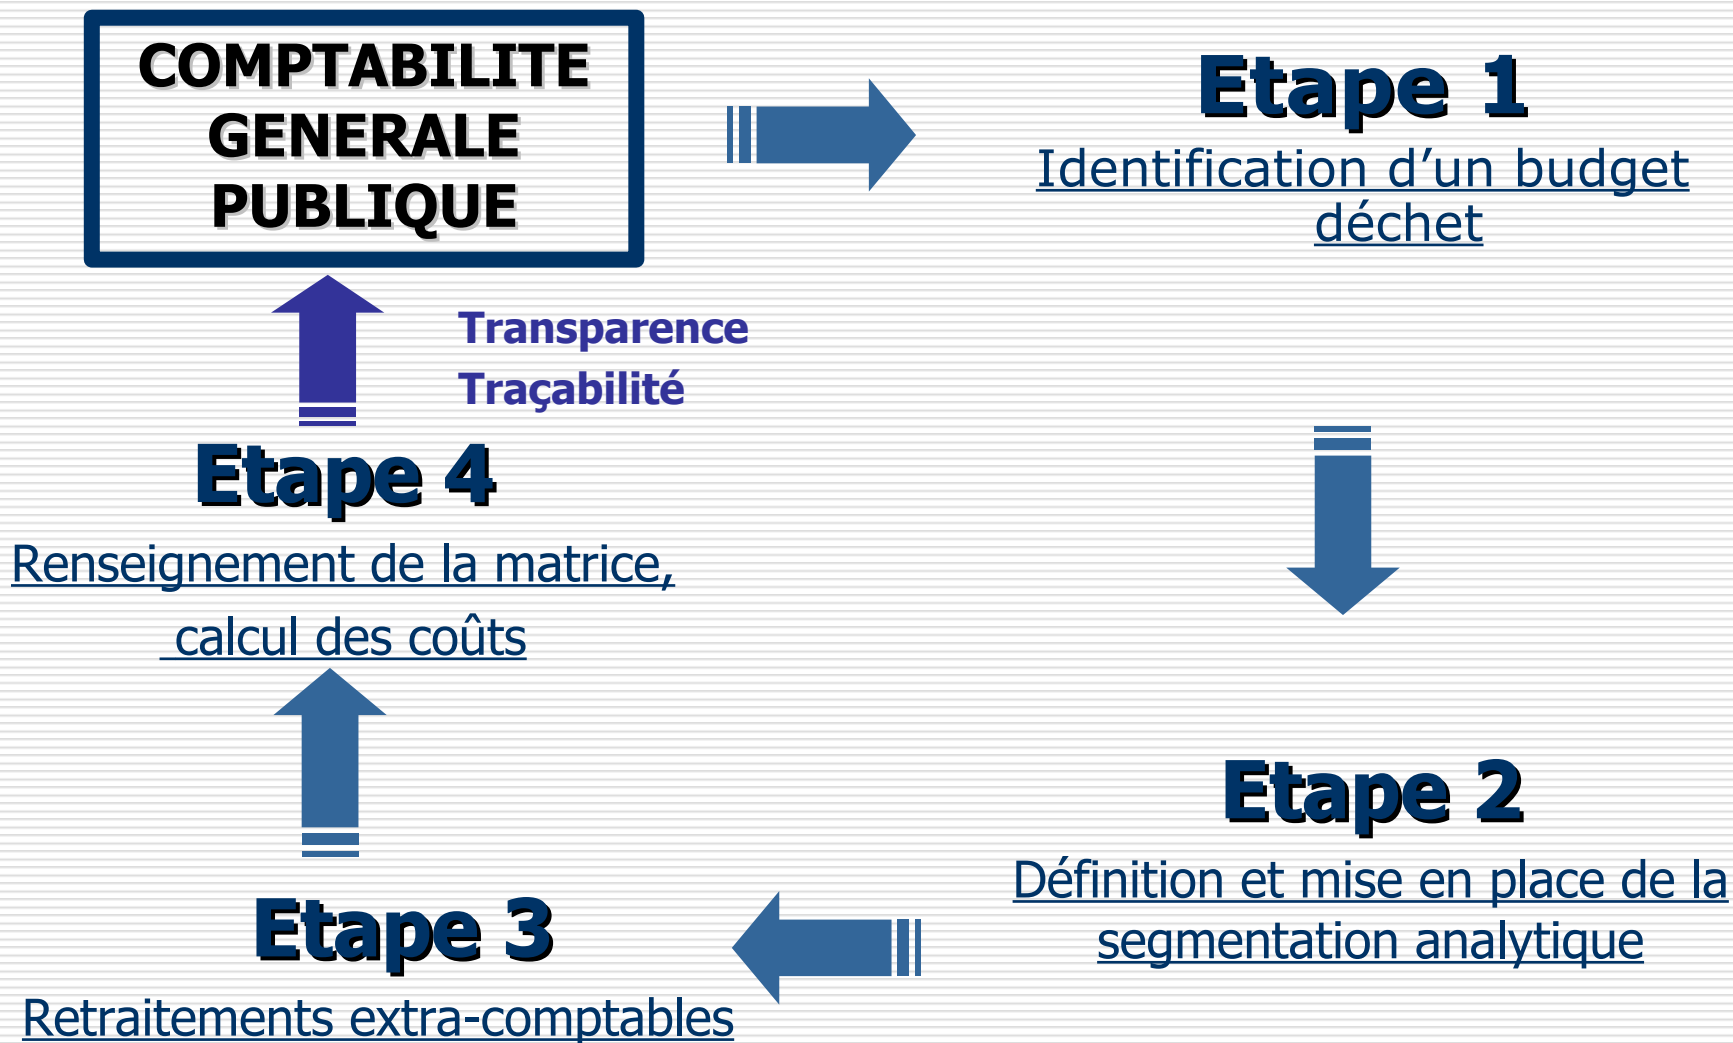 COMPTABILITE
GENERALE
PUBLIQUE
Etape 1
Identification d’un budget
déchet
Transparence
Traçabilité
Etape 4
Renseignement de la matrice,
calcul des coûts
Etape 2
Définition et mise en place de la
segmentation analytique
Etape 3
Retraitements extra-comptables